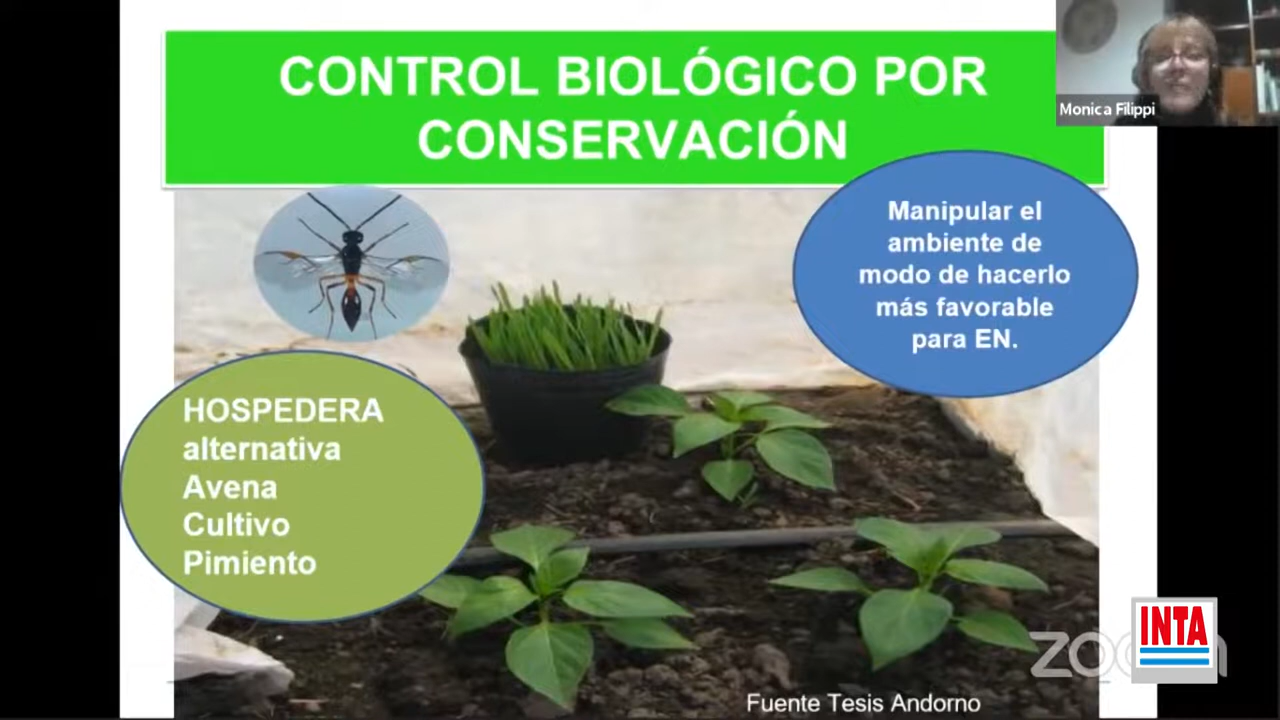 CONTROL BIOLÓGICO POR
CONSERVACIÓN
Monica Filippi
Manipular el
ambiente de
modo de hacerlo
más favorable
para EN.
HOSPEDERA
alternativa
Avena
Cultivo
Pimiento
zoom
INTA
Fuente Tesis Andorno